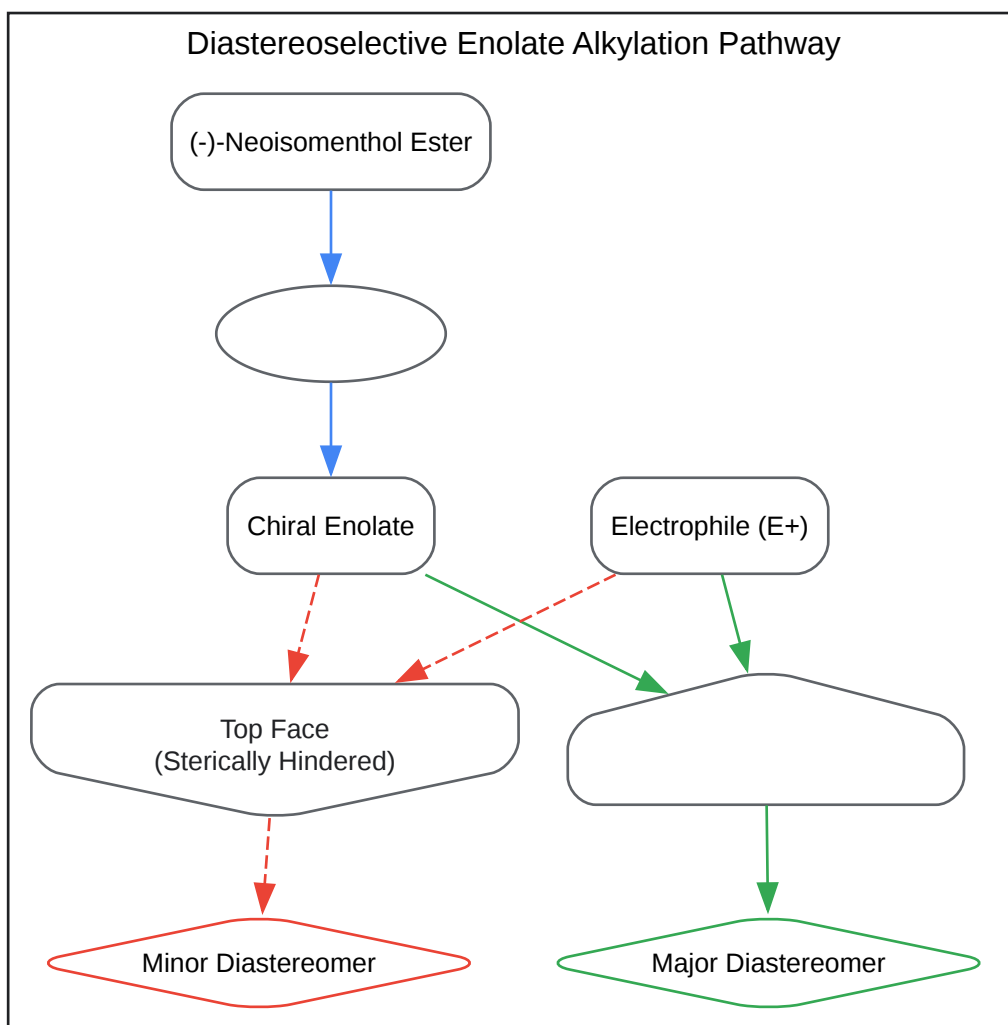 Diastereoselective Enolate Alkylation Pathway
(-)-Neoisomenthol Ester
Chiral Enolate
Electrophile (E+)
Top Face
(Sterically Hindered)
Minor Diastereomer
Major Diastereomer